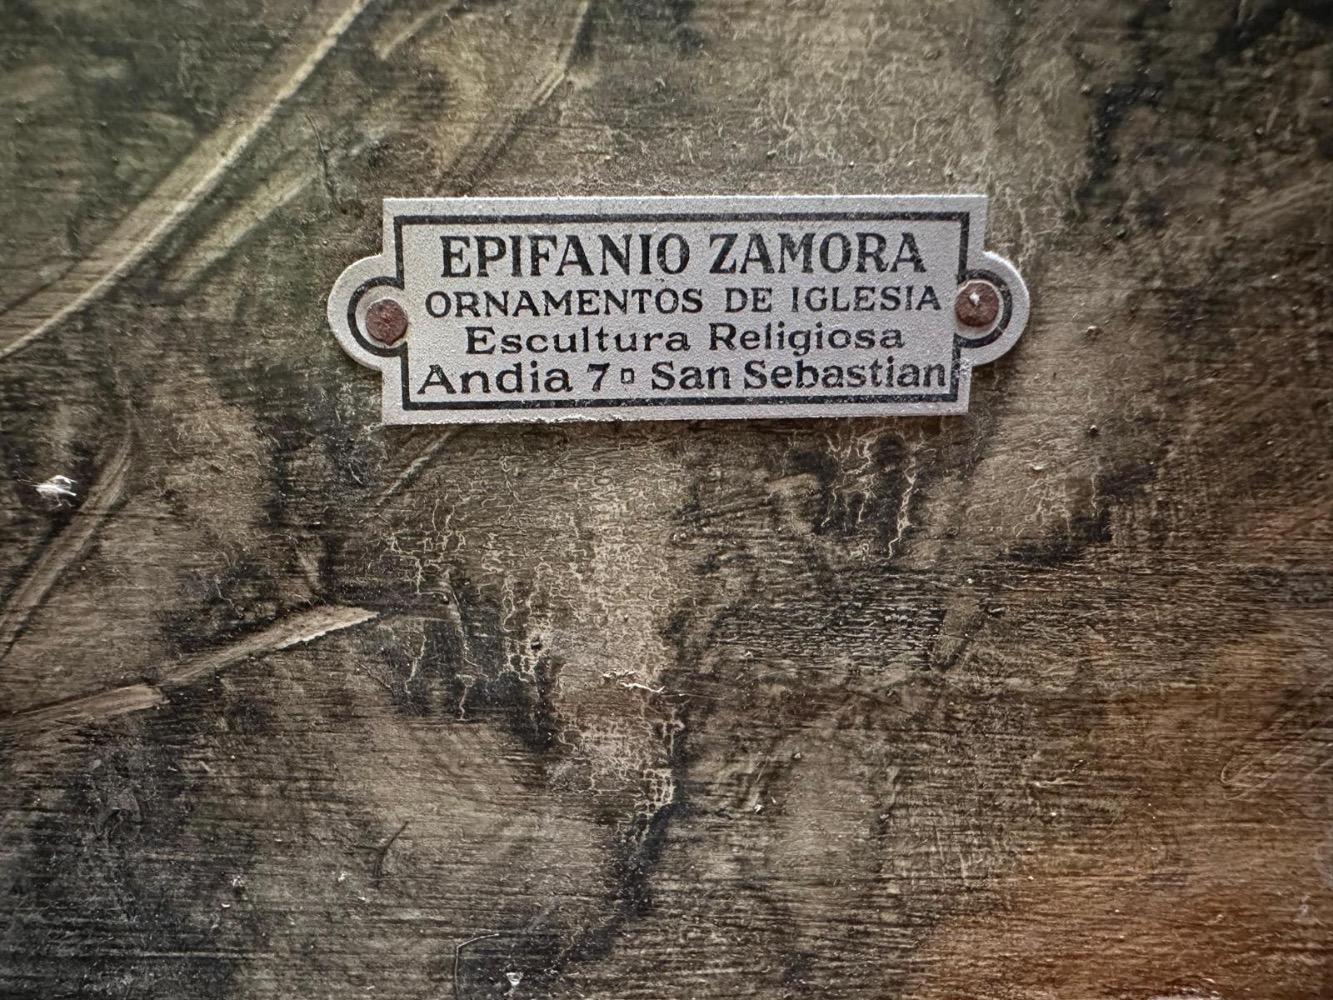 EPIFANIO ZAMORA
ORNAMENTOS DE IGLESIA
Escultura Religiosa
Andia 7 ▫ San Sebastian